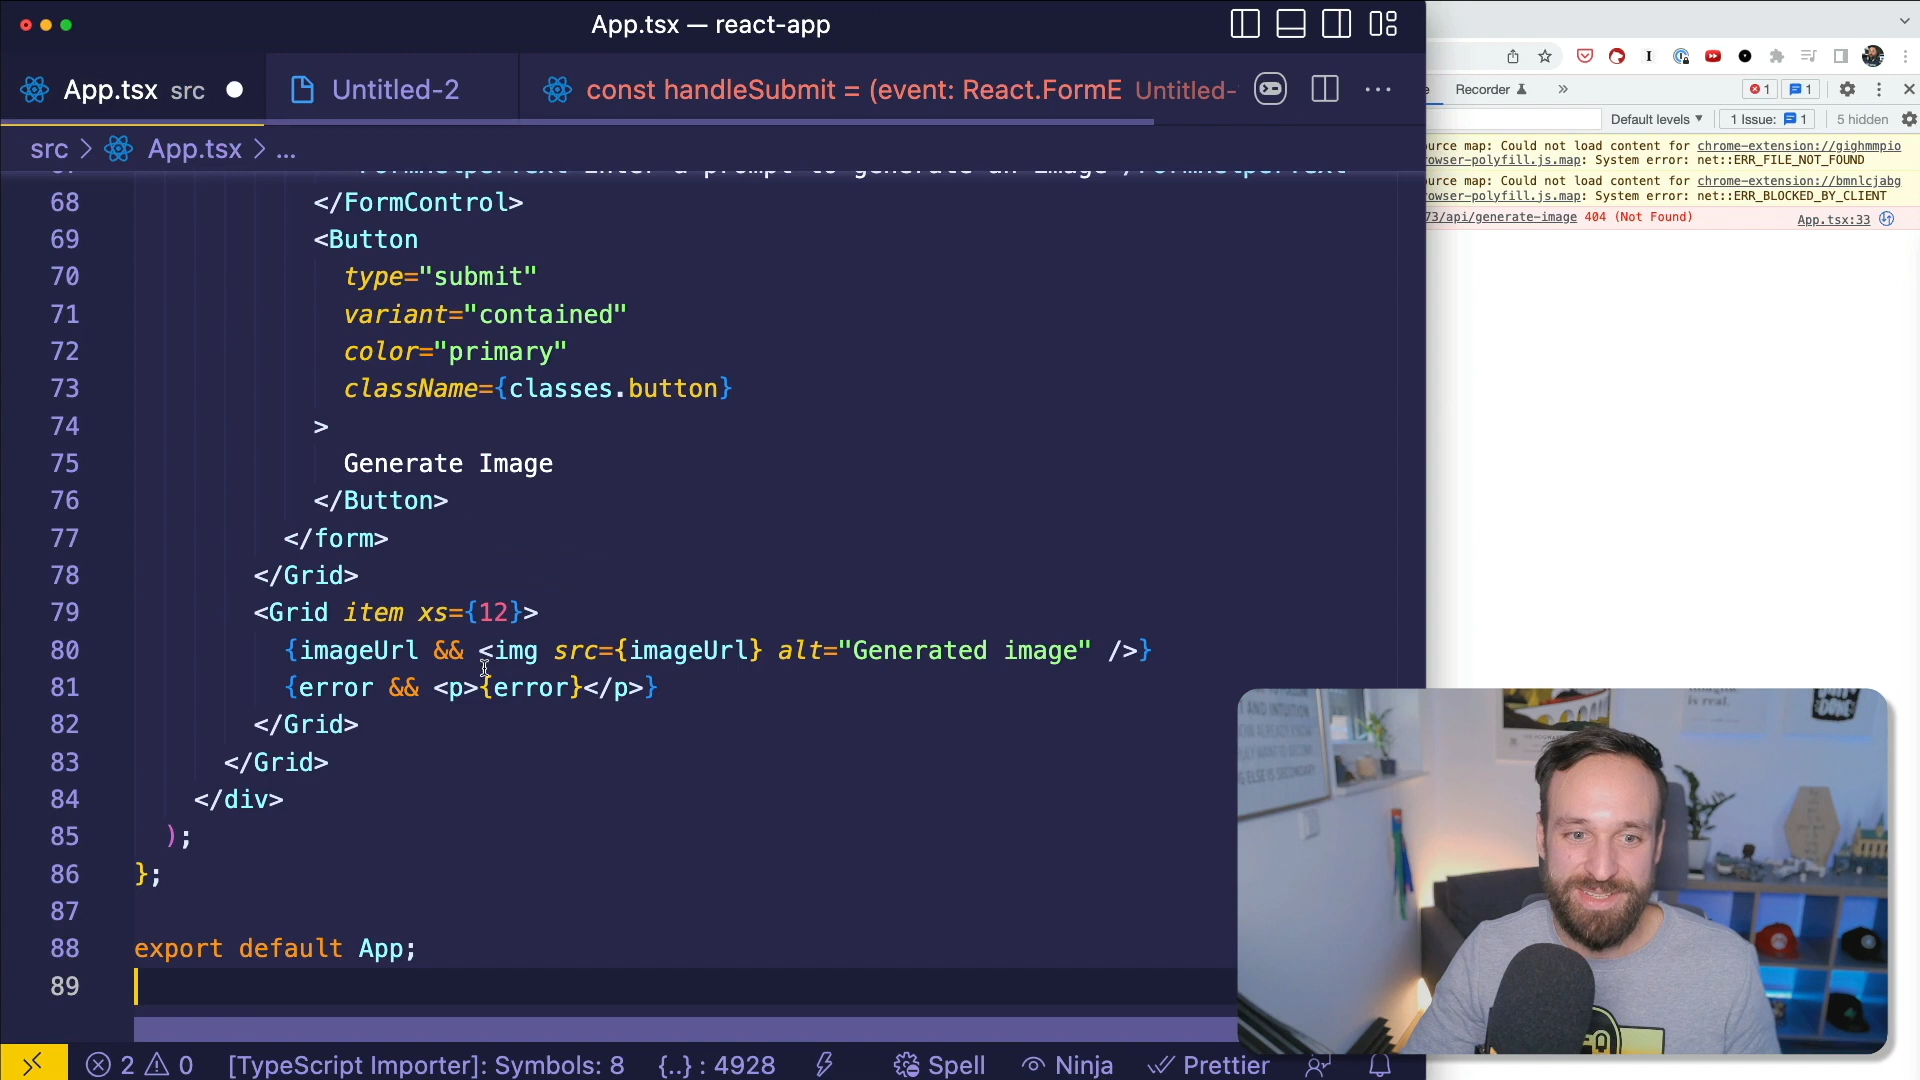 App.tsx — react-app
App.tsx src
Untitled-2
const handleSubmit = (event: React.FormE Untitled-
src > App.tsx > ...
68 </FormControl>
69 <Button
70 type="submit"
71 variant="contained"
72 color="primary"
73 className={classes.button}
74 >
75 Generate Image
76 </Button>
77 </form>
78 </Grid>
79 <Grid item xs={12}>
80 {imageUrl && <img src={imageUrl} alt="Generated image" />}
81 {error && <p>{error}</p>}
82 </Grid>
83 </Grid>
84 </div>
85 );
86 };
87
88 export default App;
89
2 0 [TypeScript Importer]: Symbols: 8 {..} : 4928 Spell Ninja Prettier
Recorder 1 1
Default levels 1 Issue: 1 5 hidden
ource map: Could not load content for chrome-extension://gighmmpio
owser-polyfill.js.map: System error: net::ERR_FILE_NOT_FOUND
ource map: Could not load content for chrome-extension://bmnlcjabg
owser-polyfill.js.map: System error: net::ERR_BLOCKED_BY_CLIENT
73/api/generate-image 404 (Not Found) App.tsx:33